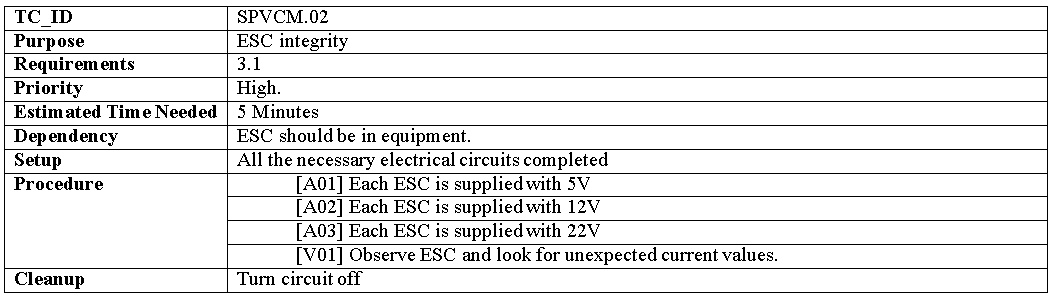 TC_ID SPVCM.02
Purpose ESC integrity
Requirements 3.1
Priority High.
Estimated Time Needed 5 Minutes
Dependency ESC should be in equipment.
Setup All the necessary electrical circuits completed
Procedure [A01] Each ESC is supplied with 5V
[A02] Each ESC is supplied with 12V
[A03] Each ESC is supplied with 22V
[V01] Observe ESC and look for unexpected current values.
Cleanup Turn circuit off